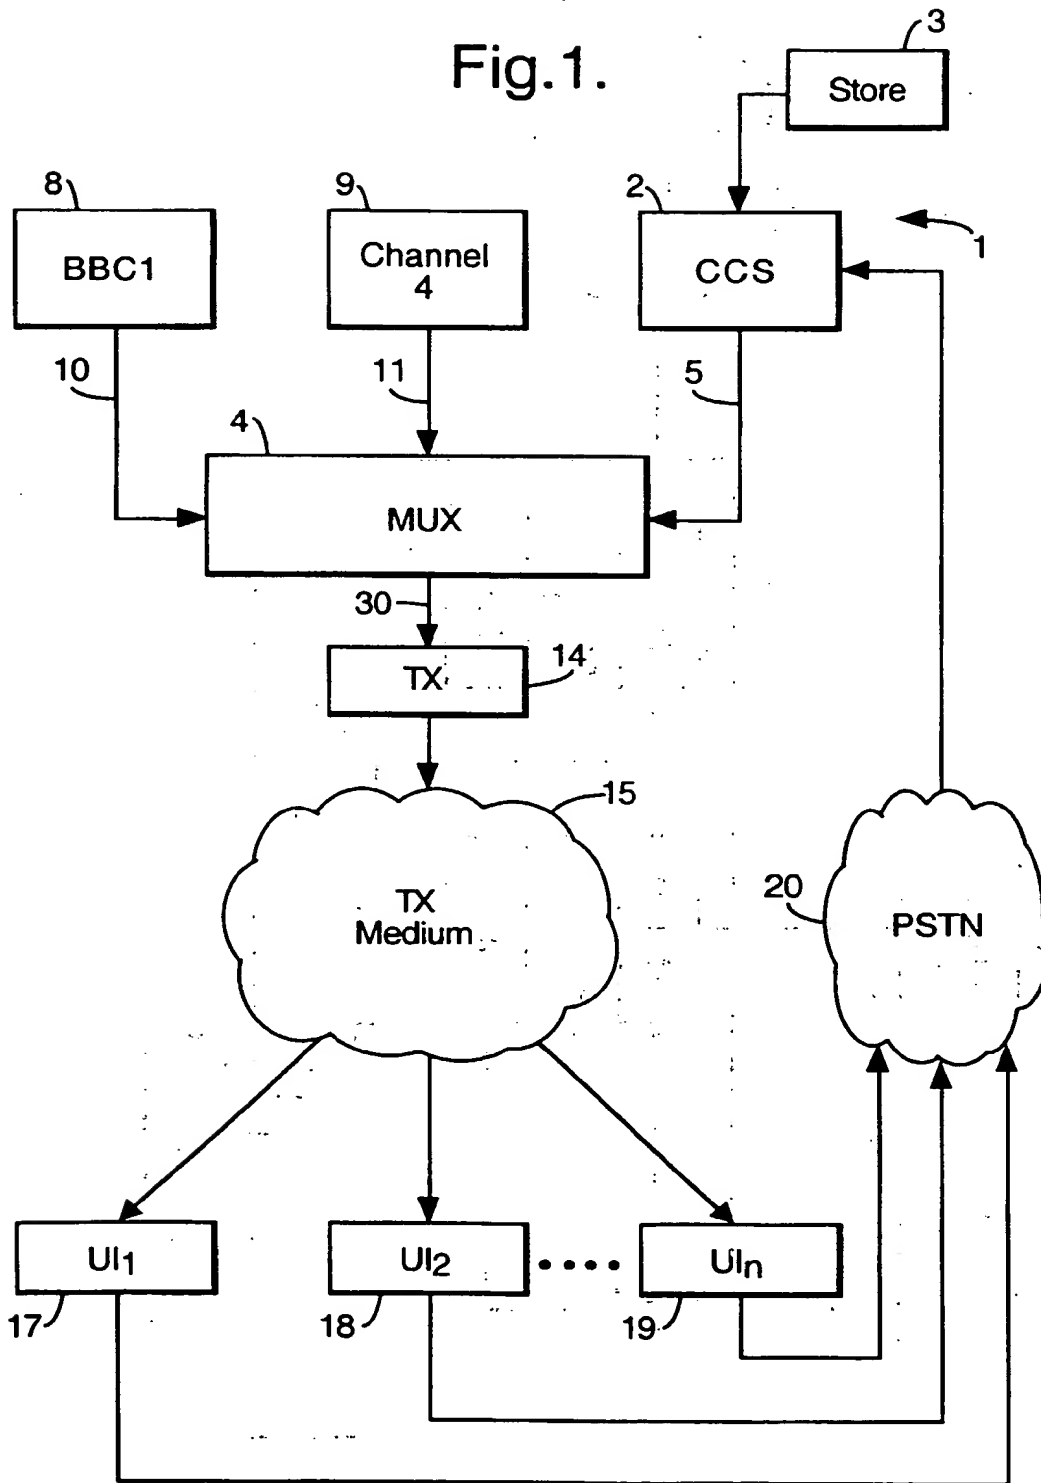 Fig.1.
3
Store
8
9
2
1
BBC1
Channel
4
CCS
10
11
5
4
MUX
30
TX
14
15
TX
Medium
20
PSTN
UI1
UI2
UIn
17
18
19